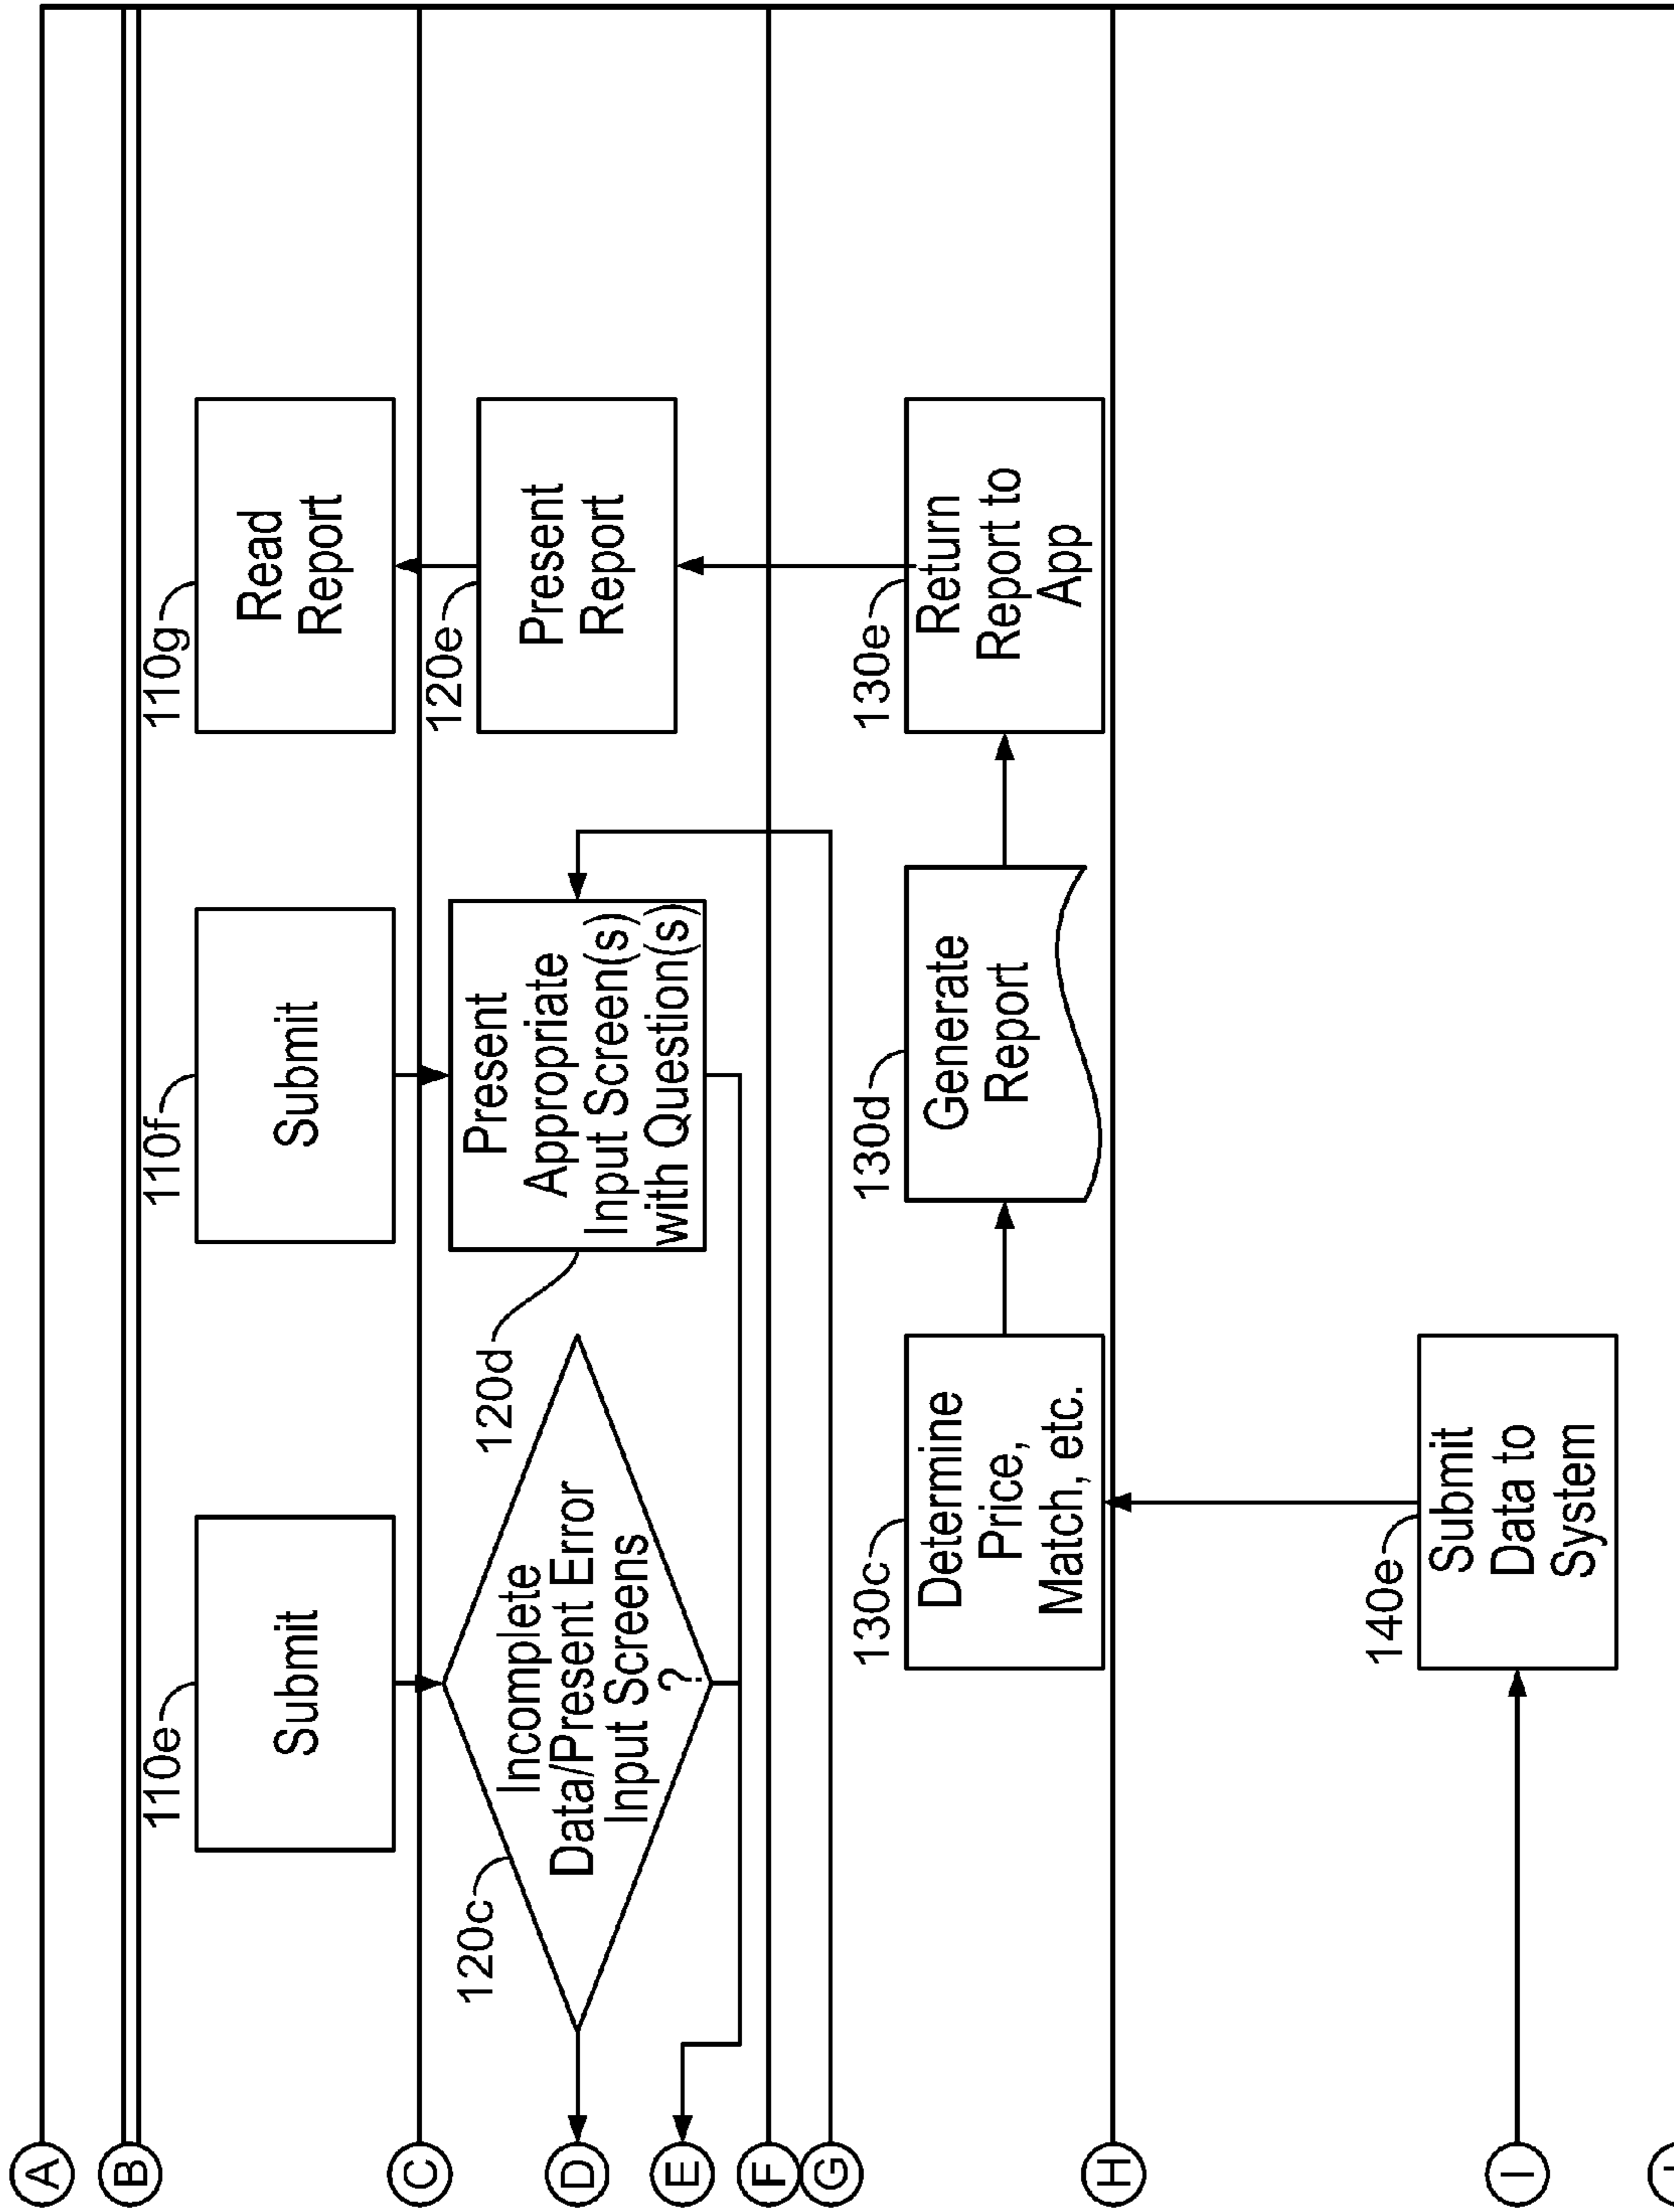 A
B
110e
Submit
110f
Submit
110g
Read
Report
C
120c
Incomplete
Data/Present Error
Input Screens
?
120d
Present
Appropriate
Input Screen(s)
with Question(s)
120e
Present
Report
D
E
F
G
130c
Determine
Price,
Match, etc.
130d
Generate
Report
130e
Return
Report to
App
H
140e
Submit
Data to
System
I